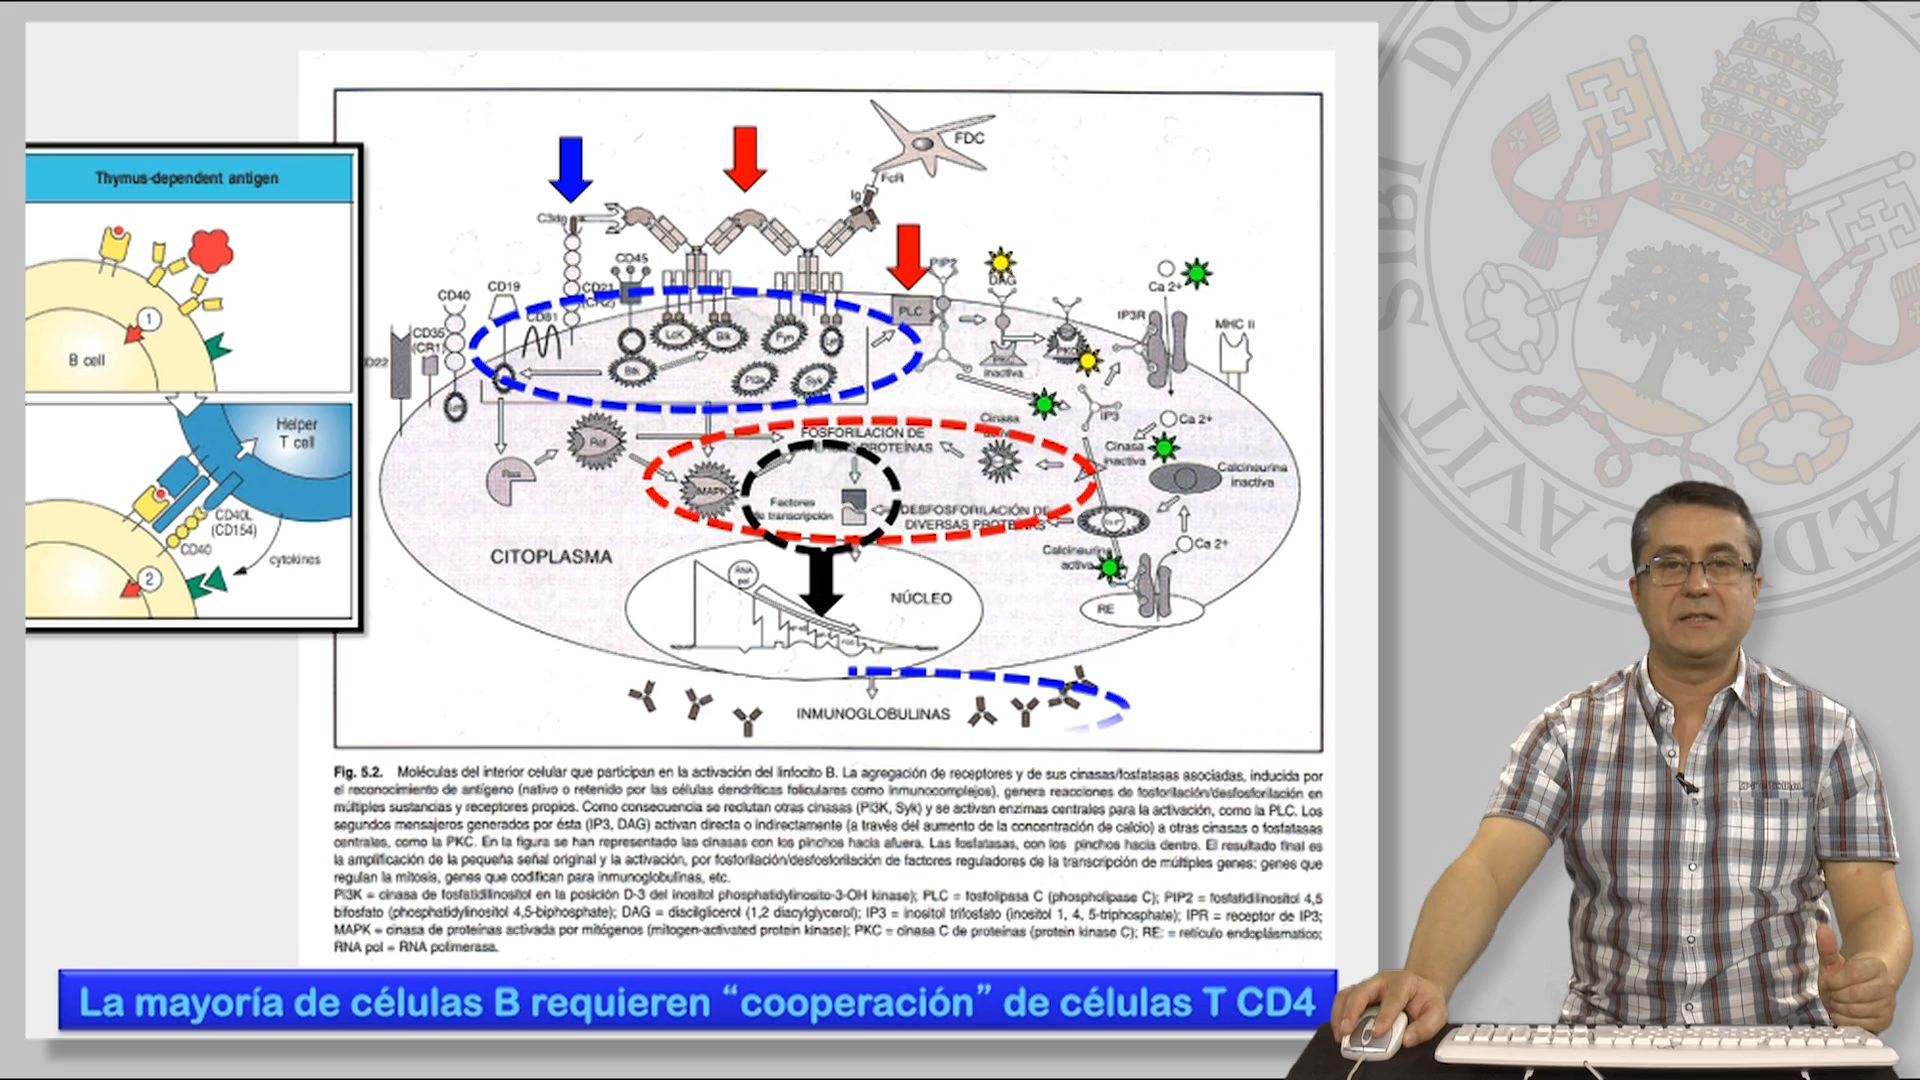 Thymus-dependent antigen
B cell
1
Helper
T cell
CD40L
(CD154)
CD40
cytokines
2
FDC
FcR
Ig
C3dg
CD45
CD21
(CR2)
CD19
CD81
CD40
CD35
(CR1)
D22
Lck
Blk
Fyn
Lyn
Btk
PI3k
Syk
PLC
PIP2
DAG
PKC
inactiva
PKC
IP3R
Ca 2+
MHC II
IP3
Ca 2+
Cinasa
inactiva
Cinasa
Calcineurina
inactiva
Ca 2+
Calcineurina
activa
RE
Ras
Raf
MAPK
FOSFORILACIÓN DE
PROTEÍNAS
Factores
de transcripción
DESFOSFORILACIÓN DE
DIVERSAS PROTEÍNAS
CITOPLASMA
RNA
pol
NÚCLEO
INMUNOGLOBULINAS
Fig. 5.2. Moléculas del interior celular que participan en la activación del linfocito B. La agregación de receptores y de sus cinasas/fosfatasas asociadas, inducida por
el reconocimiento de antígeno (nativo o retenido por las células dendríticas foliculares como inmunocomplejos), genera reacciones de fosforilación/desfosforilación en
múltiples sustancias y receptores propios. Como consecuencia se reclutan otras cinasas (PI3K, Syk) y se activan enzimas centrales para la activación, como la PLC. Los
segundos mensajeros generados por ésta (IP3, DAG) activan directa o indirectamente (a través del aumento de la concentración de calcio) a otras cinasas o fosfatasas
centrales, como la PKC. En la figura se han representado las cinasas con los pinchos hacia afuera. Las fosfatasas, con los pinchos hacia dentro. El resultado final es
la amplificación de la pequeña señal original y la activación, por fosforilación/desfosforilación de factores reguladores de la transcripción de múltiples genes: genes que
regulan la mitosis, genes que codifican para inmunoglobulinas, etc.
PI3K = cinasa de fosfatidilinositol en la posición D-3 del inositol phosphatidylinosito-3-OH kinase); PLC = fosfolipasa C (phospholipase C); PIP2 = fosfatidilinositol 4,5
bifosfato (phosphatidylinositol 4,5-biphosphate); DAG = diacilglicerol (1,2 diacylglycerol); IP3 = inositol trifosfato (inositol 1, 4, 5-triphosphate); IPR = receptor de IP3;
MAPK = cinasa de proteínas activada por mitógenos (mitogen-activated protein kinase); PKC = cinasa C de proteínas (protein kinase C); RE: = retículo endoplásmatico;
RNA pol = RNA polimerasa.
La mayoría de células B requieren “cooperación” de células T CD4
SIBI DO
ÆDIFICAVIT